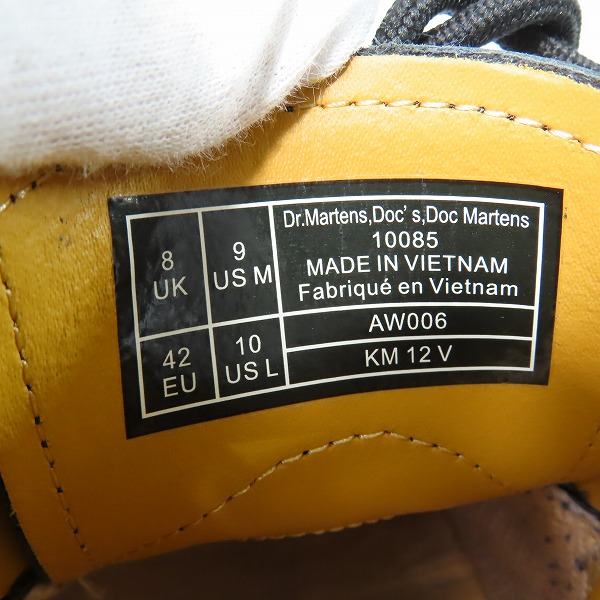 8
UK
9
US M
42
EU
10
US L
Dr.Martens,Doc's,Doc Martens
10085
MADE IN VIETNAM
Fabriqué en Vietnam
AW006
KM 12 V